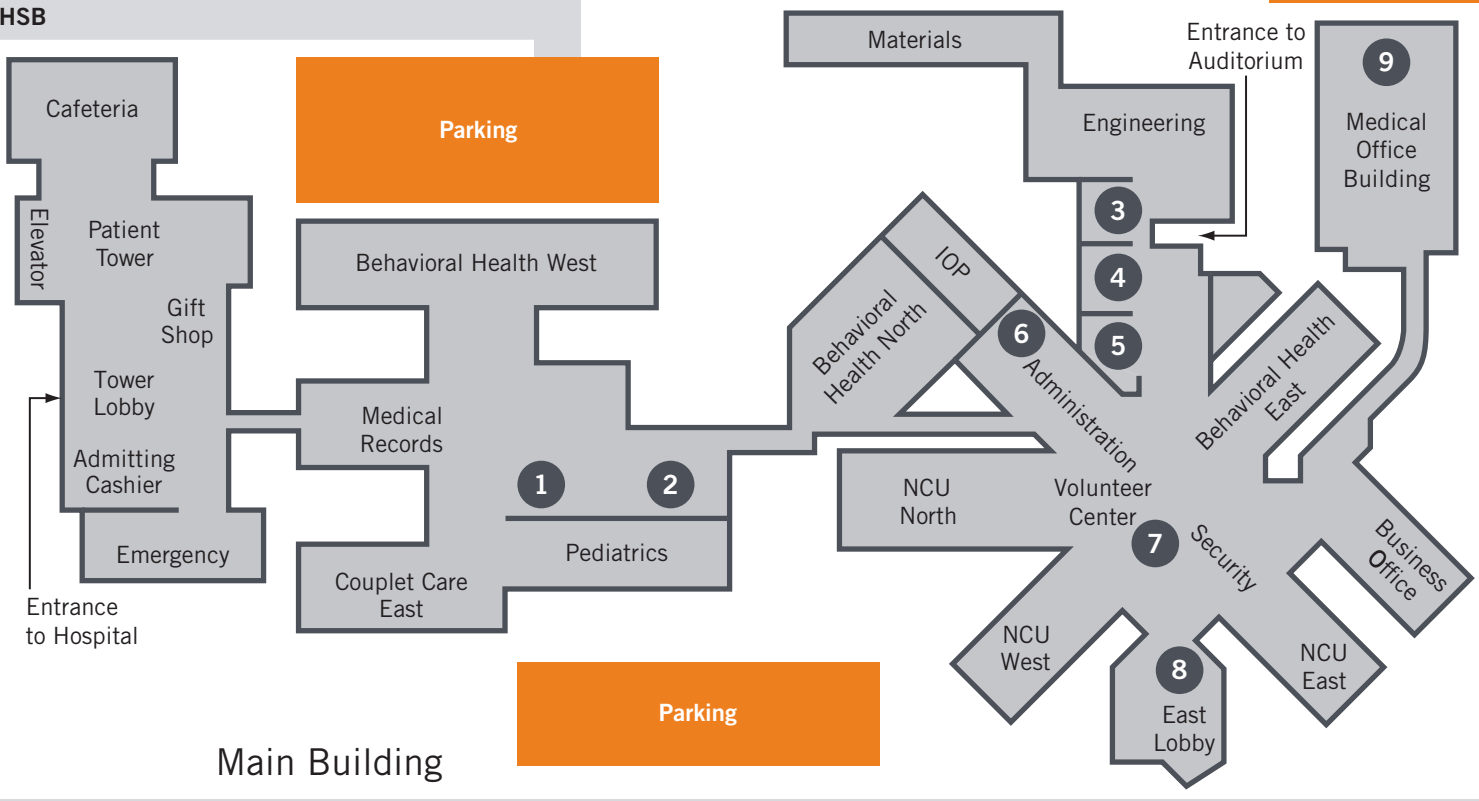 HSB
Cafeteria
Elevator
Patient
Tower
Gift
Shop
Tower
Lobby
Admitting
Cashier
Emergency
Entrance
to Hospital
Parking
Behavioral Health West
Medical
Records
1
2
Pediatrics
Couplet Care
East
Parking
Main Building
Materials
Engineering
Entrance to
Auditorium
3
4
5
IOP
Behavioral
Health North
6
Administration
Behavioral Health
East
9
Medical
Office
Building
NCU
North
Volunteer
Center
7
Security
Business
Office
NCU
West
8
East
Lobby
NCU
East